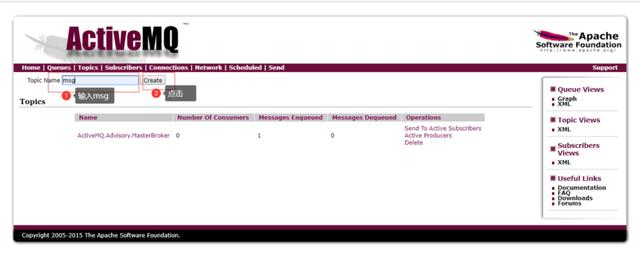 ActiveMQ
The Apache
Software Foundation
http://www.apache.org/
Home | Queues | Topics | Subscribers | Connections | Network | Scheduled | Send
Support
Topic Name msg Create
1 输入msg
2 点击
Topics
Name Number Of Consumers Messages Enqueued Messages Dequeued Operations
ActiveMQ.Advisory.MasterBroker 0 1 0 Send To Active Subscribers
Active Producers
Delete
Queue Views
Graph
XML
Topic Views
XML
Subscribers
Views
XML
Useful Links
Documentation
FAQ
Downloads
Forums
Copyright 2005-2015 The Apache Software Foundation.